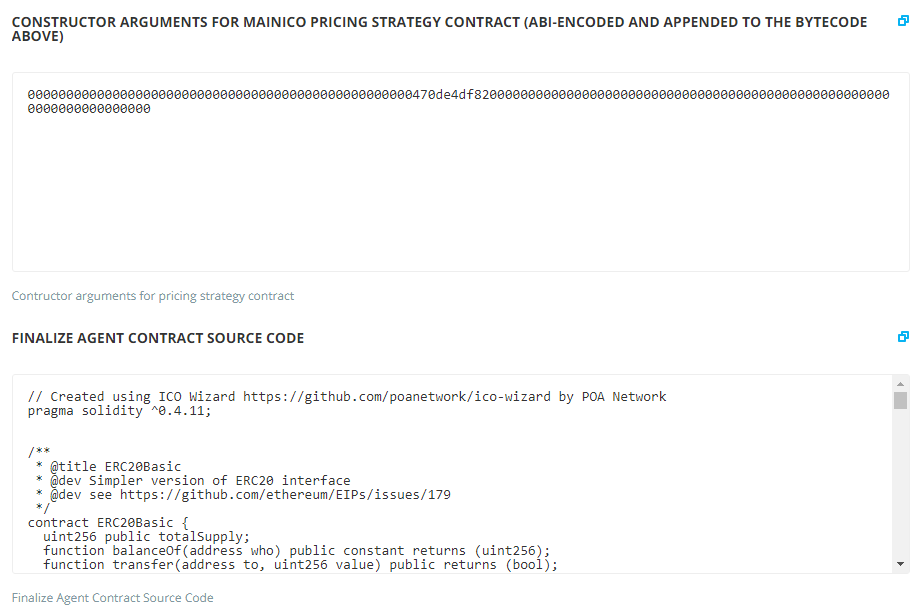 CONSTRUCTOR ARGUMENTS FOR MAINICO PRICING STRATEGY CONTRACT (ABI-ENCODED AND APPENDED TO THE BYTECODE
ABOVE)
00000000000000000000000000000000000000000000000000470de4df820000000000000000000000000000000000000000000000000000
0000000000000000
Contructor arguments for pricing strategy contract
FINALIZE AGENT CONTRACT SOURCE CODE
// Created using ICO Wizard https://github.com/poanetwork/ico-wizard by POA Network
pragma solidity ^0.4.11;
/**
* @title ERC20Basic
* @dev Simpler version of ERC20 interface
* @dev see https://github.com/ethereum/EIPs/issues/179
*/
contract ERC20Basic {
uint256 public totalSupply;
function balanceOf(address who) public constant returns (uint256);
function transfer(address to, uint256 value) public returns (bool);
Finalize Agent Contract Source Code